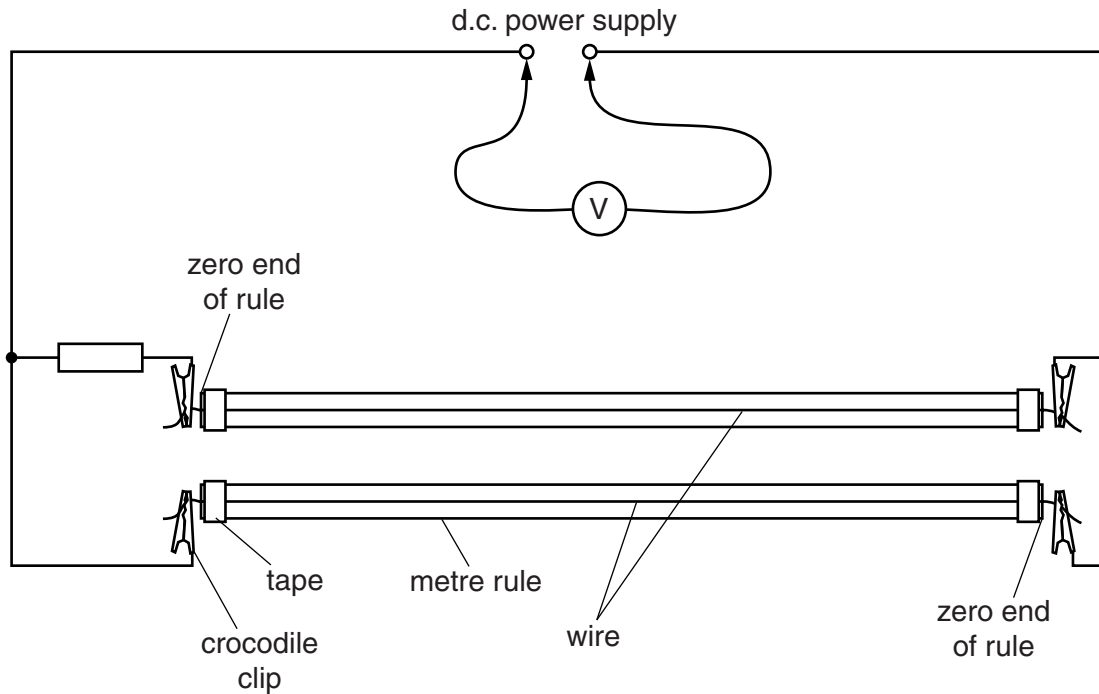 d.c. power supply
V
zero end
of rule
tape
metre rule
wire
crocodile
clip
zero end
of rule